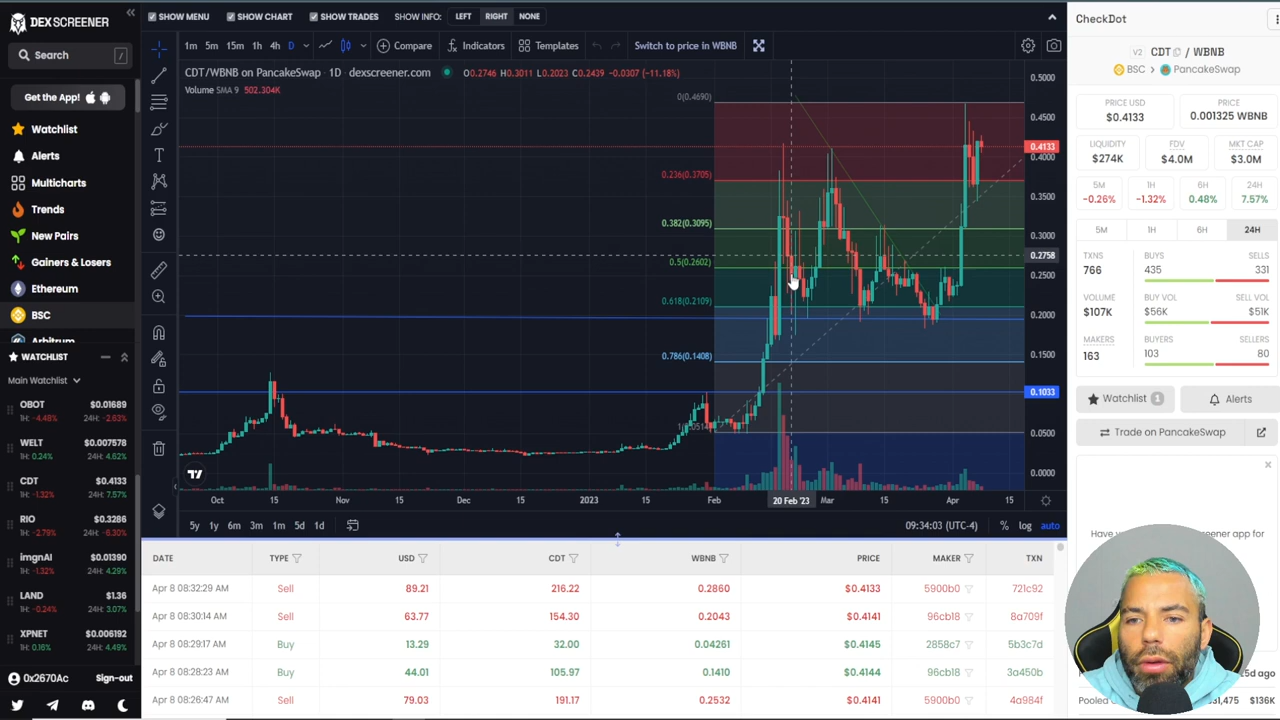 DEXSCREENER
Search /
Get the App!
Watchlist
Alerts
Multicharts
Trends
New Pairs
Gainers & Losers
Ethereum
BSC
Arbitrum
WATCHLIST
Main Watchlist
OBOT $0.01689
1H: -4.48% 24H: -2.63%
WELT $0.007578
1H: 0.24% 24H: 4.62%
CDT $0.4133
1H: -1.32% 24H: 7.57%
RIO $0.3286
1H: -2.79% 24H: -6.30%
imgnAI $0.01390
1H: -1.32% 24H: 4.29%
LAND $1.36
1H: -0.24% 24H: 3.07%
XPNET $0.006192
1H: 0.16% 24H: 4.49%
0x2670Ac Sign-out
SHOW MENU SHOW CHART SHOW TRADES SHOW INFO: LEFT RIGHT NONE
1m 5m 15m 1h 4h D Compare Indicators Templates Switch to price in WBNB
CDT/WBNB on PancakeSwap · 1D dexscreener.com O0.2746 H0.3011 L0.2023 C0.2439 -0.0307 (-11.18%)
Volume SMA 9 502.304K
0(0.4690)
0.236(0.3705)
0.382(0.3095)
0.5(0.2602)
0.618(0.2109)
0.786(0.1408)
0.5000
0.4500
0.4133
0.4000
0.3500
0.3000
0.2758
0.2500
0.2000
0.1500
0.1033
0.0500
0.0000
Oct 15 Nov 15 Dec 15 2023 15 Feb 20 Feb '23 Mar 15 Apr 15
5y 1y 6m 3m 1m 5d 1d 09:34:03 (UTC-4) % log auto
DATE TYPE USD CDT WBNB PRICE MAKER TXN
Apr 8 08:32:29 AM Sell 89.21 216.22 0.2860 $0.4133 5900b0 721c92
Apr 8 08:30:14 AM Sell 63.77 154.30 0.2043 $0.4141 96cb18 8a709f
Apr 8 08:29:17 AM Buy 13.29 32.00 0.04261 $0.4145 2858c7 5b3c7d
Apr 8 08:28:23 AM Buy 44.01 105.97 0.1410 $0.4144 96cb18 3a450b
Apr 8 08:26:47 AM Sell 79.03 191.17 0.2532 $0.4141 5900b0 4a984f
CheckDot
V2 CDT / WBNB
BSC > PancakeSwap
PRICE USD PRICE
$0.4133 0.001325 WBNB
LIQUIDITY FDV MKT CAP
$274K $4.0M $3.0M
5M 1H 6H 24H
-0.26% -1.32% 0.48% 7.57%
5M 1H 6H 24H
TXNS BUYS SELLS
766 435 331
VOLUME BUY VOL SELL VOL
$107K $56K $51K
MAKERS BUYERS SELLERS
163 103 80
Watchlist 1 Alerts
Trade on PancakeSwap
$136K